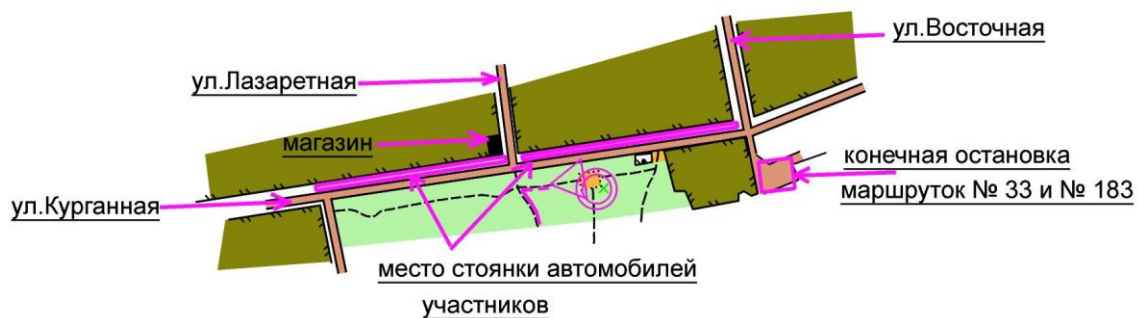 ул.Восточная
ул.Лазаретная
магазин
конечная остановка
маршруток № 33 и № 183
ул.Курганная
место стоянки автомобилей
участников